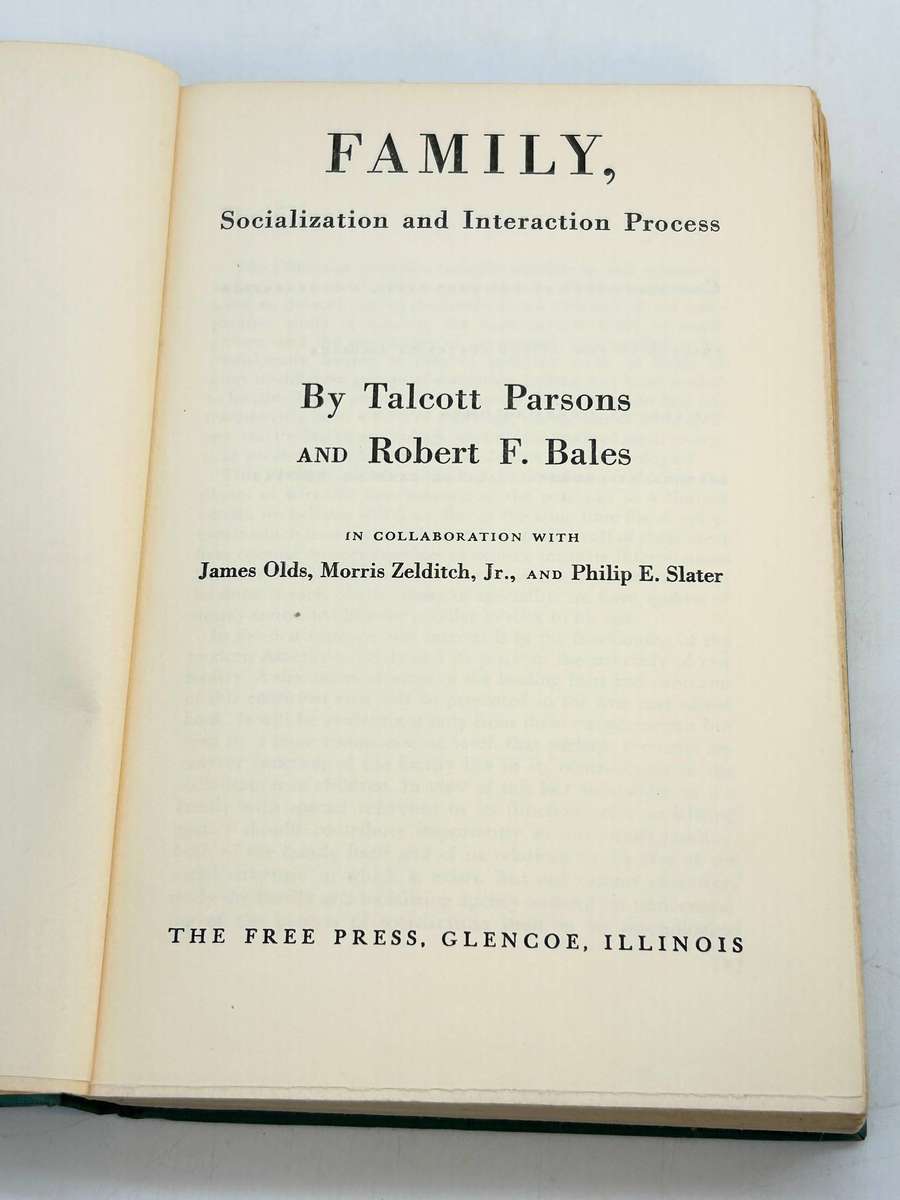 FAMILY,
Socialization and Interaction Process
By Talcott Parsons
AND Robert F. Bales
IN COLLABORATION WITH
James Olds, Morris Zelditch, Jr., AND Philip E. Slater
THE FREE PRESS, GLENCOE, ILLINOIS